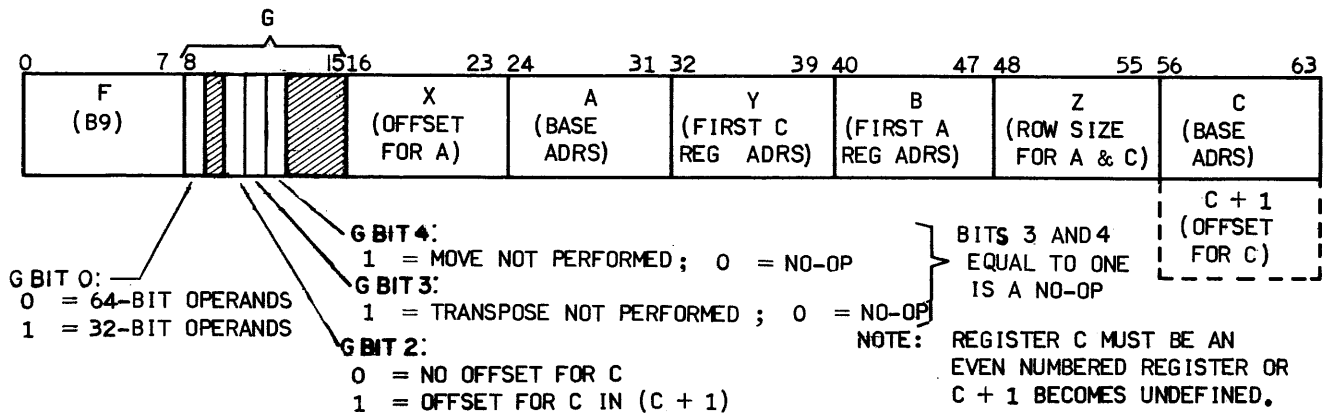 G
0 7 8 15 16 23 24 31 32 39 40 47 48 55 56 63
F
(B9)
X
(OFFSET
FOR A)
A
(BASE
ADRS)
Y
(FIRST C
REG ADRS)
B
(FIRST A
REG ADRS)
Z
(ROW SIZE
FOR A & C)
C
(BASE
ADRS)
C + 1
(OFFSET
FOR C)
G BIT 4:
1 = MOVE NOT PERFORMED; 0 = NO-OP
G BIT 3:
1 = TRANSPOSE NOT PERFORMED; 0 = NO-OP
BITS 3 AND 4
EQUAL TO ONE
IS A NO-OP
G BIT 0:
0 = 64-BIT OPERANDS
1 = 32-BIT OPERANDS
G BIT 2:
0 = NO OFFSET FOR C
1 = OFFSET FOR C IN (C + 1)
NOTE: REGISTER C MUST BE AN
EVEN NUMBERED REGISTER OR
C + 1 BECOMES UNDEFINED.